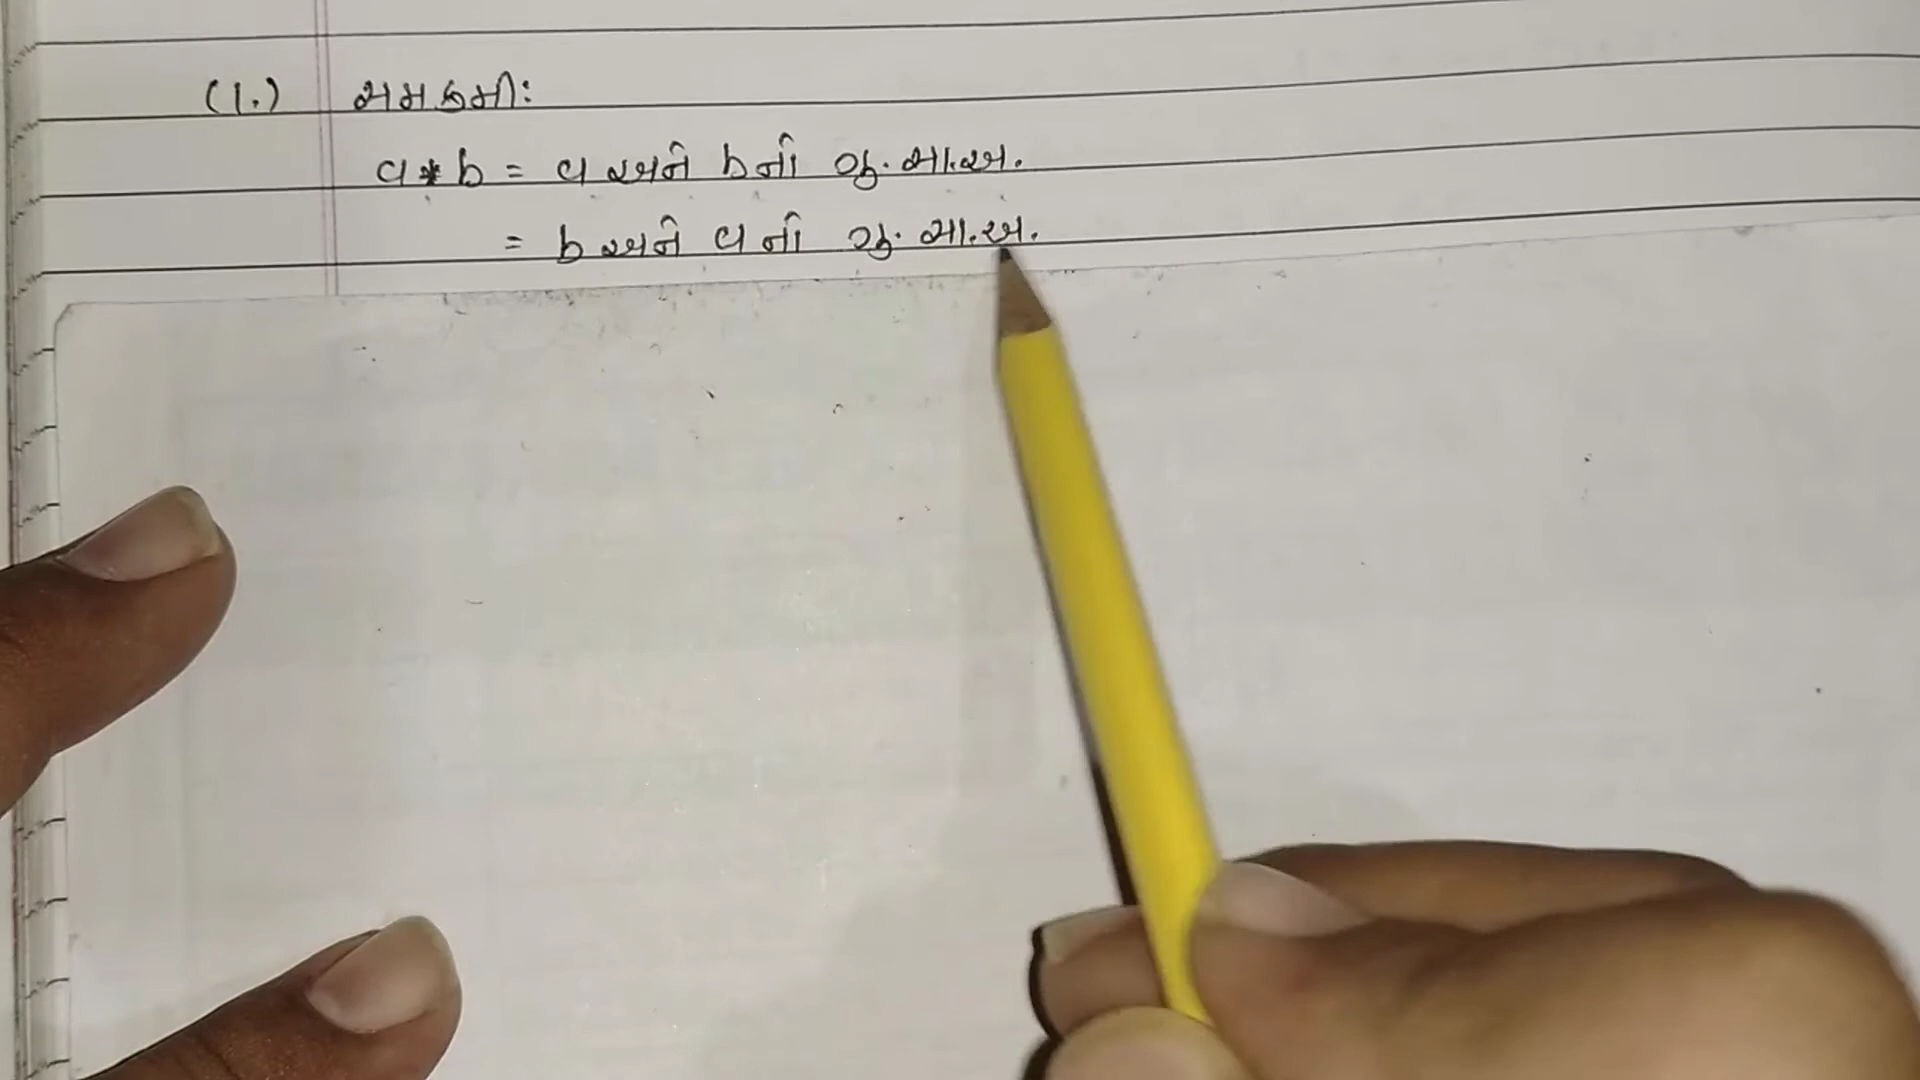 (1.) સમક્રમી:
a * b = a અને b નો ગુ. સા.અ.
= b અને a નો ગુ. સા.અ.